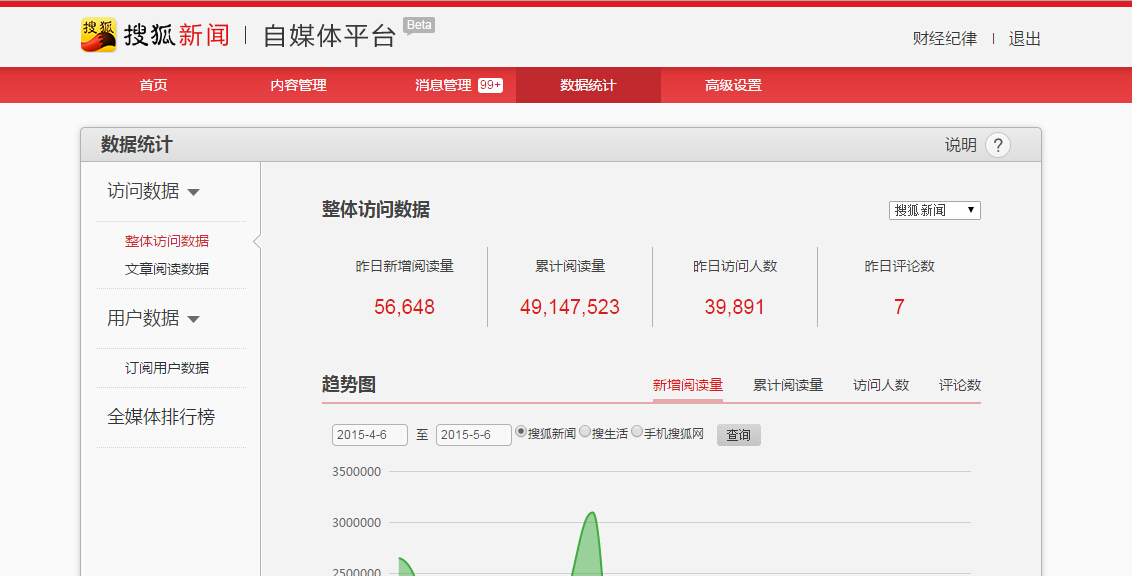 搜狐 搜狐新闻 自媒体平台 Beta
财经纪律 退出
首页 内容管理 消息管理 99+ 数据统计 高级设置
数据统计 说明 ?
访问数据
整体访问数据
文章阅读数据
用户数据
订阅用户数据
全媒体排行榜
整体访问数据 搜狐新闻
昨日新增阅读量 累计阅读量 昨日访问人数 昨日评论数
56,648 49,147,523 39,891 7
趋势图 新增阅读量 累计阅读量 访问人数 评论数
2015-4-6 至 2015-5-6 搜狐新闻 搜生活 手机搜狐网 查询
3500000
3000000
2500000